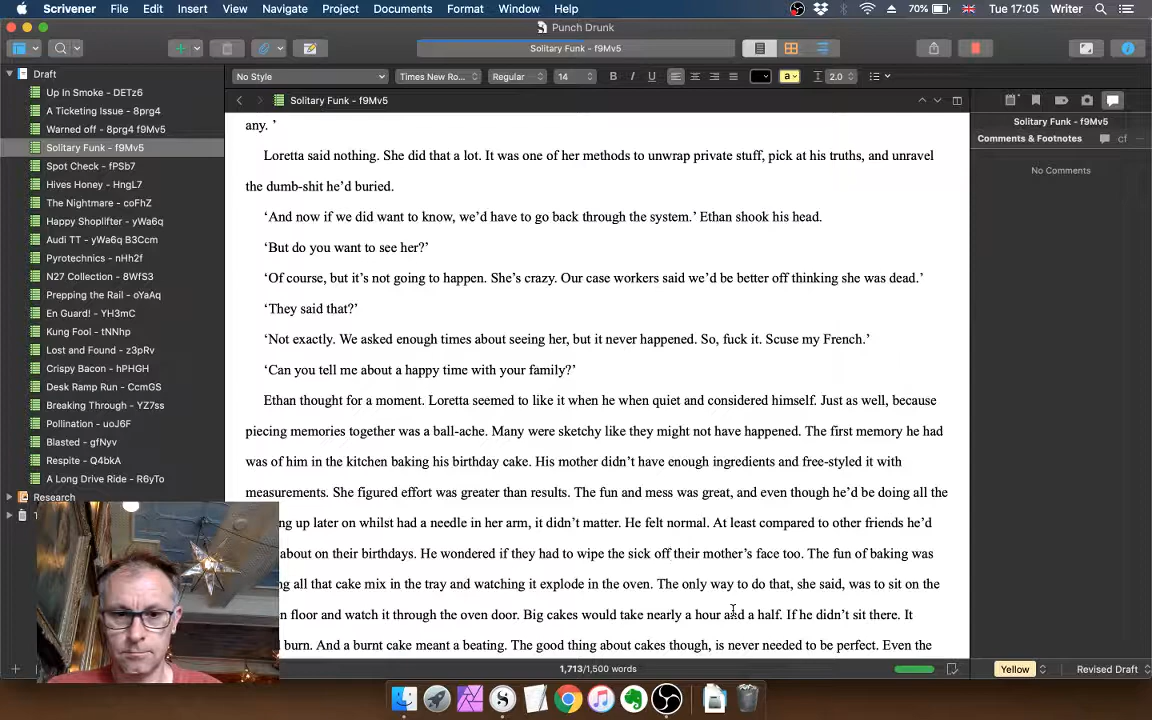 Scrivener File Edit Insert View Navigate Project Documents Format Window Help 70% Tue 17:05 Writer
Punch Drunk
Solitary Funk - f9Mv5
No Style Times New Ro... Regular 14 B I U a 2.0
Draft
Up In Smoke - DETz6
A Ticketing Issue - 8prg4
Warned off - 8prg4 f9Mv5
Solitary Funk - f9Mv5
Spot Check - fPSb7
Hives Honey - HngL7
The Nightmare - coFhZ
Happy Shoplifter - yWa6q
Audi TT - yWa6q B3Ccm
Pyrotechnics - nHh2f
N27 Collection - 8WfS3
Prepping the Rail - oYaAq
En Guard! - YH3mC
Kung Fool - tNNhp
Lost and Found - z3pRv
Crispy Bacon - hPHGH
Desk Ramp Run - CcmGS
Breaking Through - YZ7ss
Pollination - uoJ6F
Blasted - gfNyv
Respite - Q4bkA
A Long Drive Ride - R6yTo
Research
T
Solitary Funk - f9Mv5
any. ’
Loretta said nothing. She did that a lot. It was one of her methods to unwrap private stuff, pick at his truths, and unravel
the dumb-shit he’d buried.
‘And now if we did want to know, we’d have to go back through the system.’ Ethan shook his head.
‘But do you want to see her?’
‘Of course, but it’s not going to happen. She’s crazy. Our case workers said we’d be better off thinking she was dead.’
‘They said that?’
‘Not exactly. We asked enough times about seeing her, but it never happened. So, fuck it. Scuse my French.’
‘Can you tell me about a happy time with your family?’
Ethan thought for a moment. Loretta seemed to like it when he when quiet and considered himself. Just as well, because
piecing memories together was a ball-ache. Many were sketchy like they might not have happened. The first memory he had
was of him in the kitchen baking his birthday cake. His mother didn’t have enough ingredients and free-styled it with
measurements. She figured effort was greater than results. The fun and mess was great, and even though he’d be doing all the
ng up later on whilst had a needle in her arm, it didn’t matter. He felt normal. At least compared to other friends he’d
about on their birthdays. He wondered if they had to wipe the sick off their mother’s face too. The fun of baking was
ng all that cake mix in the tray and watching it explode in the oven. The only way to do that, she said, was to sit on the
n floor and watch it through the oven door. Big cakes would take nearly a hour and a half. If he didn’t sit there. It
burn. And a burnt cake meant a beating. The good thing about cakes though, is never needed to be perfect. Even the
1,713/1,500 words
Solitary Funk - f9Mv5
Comments & Footnotes cf
No Comments
Yellow Revised Draft